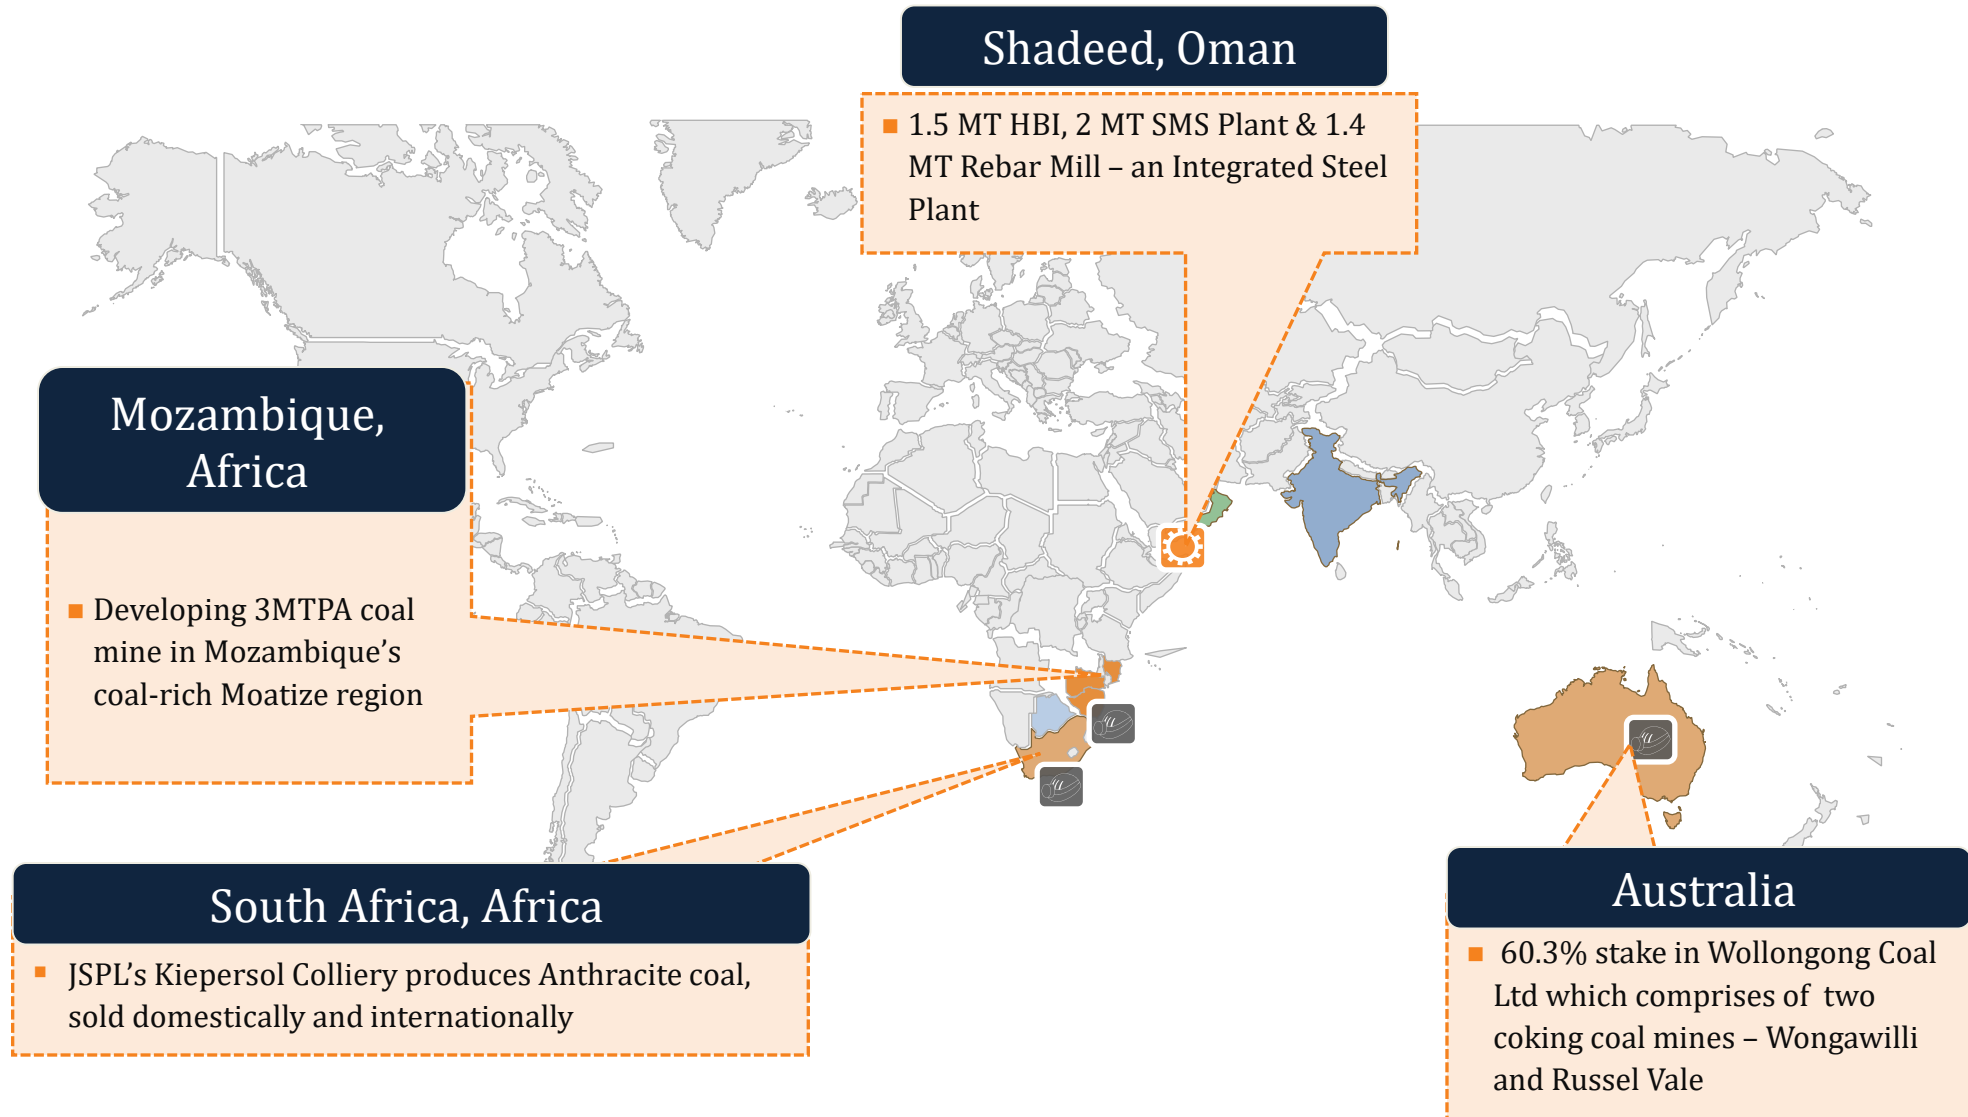 Shadeed, Oman
■ 1.5 MT HBI, 2 MT SMS Plant & 1.4
MT Rebar Mill – an Integrated Steel
Plant
Mozambique,
Africa
■ Developing 3MTPA coal
mine in Mozambique’s
coal-rich Moatize region
South Africa, Africa
■ JSPL’s Kiepersol Colliery produces Anthracite coal,
sold domestically and internationally
Australia
■ 60.3% stake in Wollongong Coal
Ltd which comprises of two
coking coal mines – Wongawilli
and Russel Vale